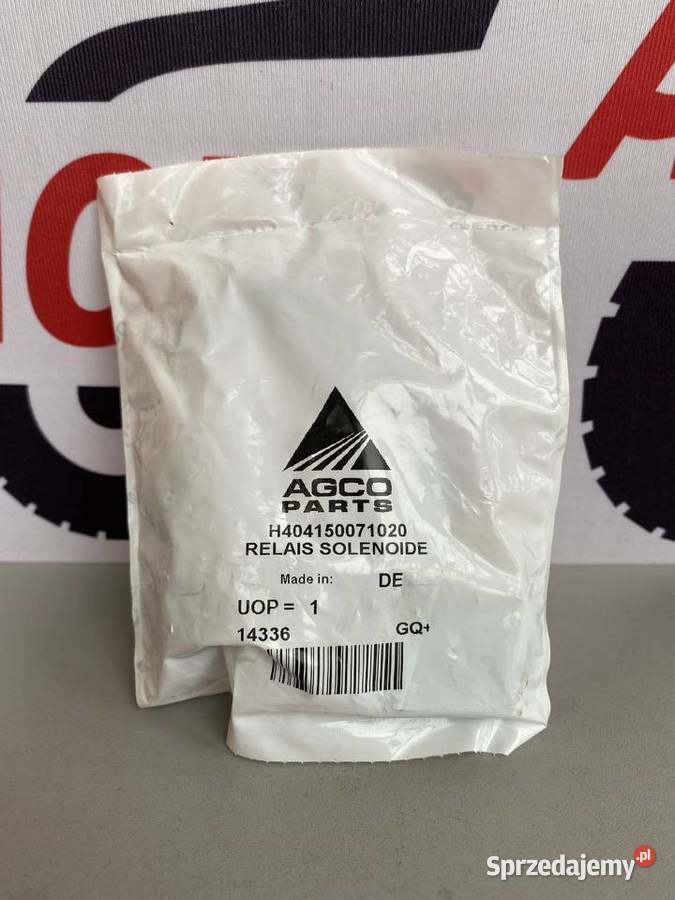 AGCO
PARTS
H404150071020
RELAIS SOLENOIDE
Made in: DE
UOP = 1
14336 GQ+
Sprzedajemy.pl